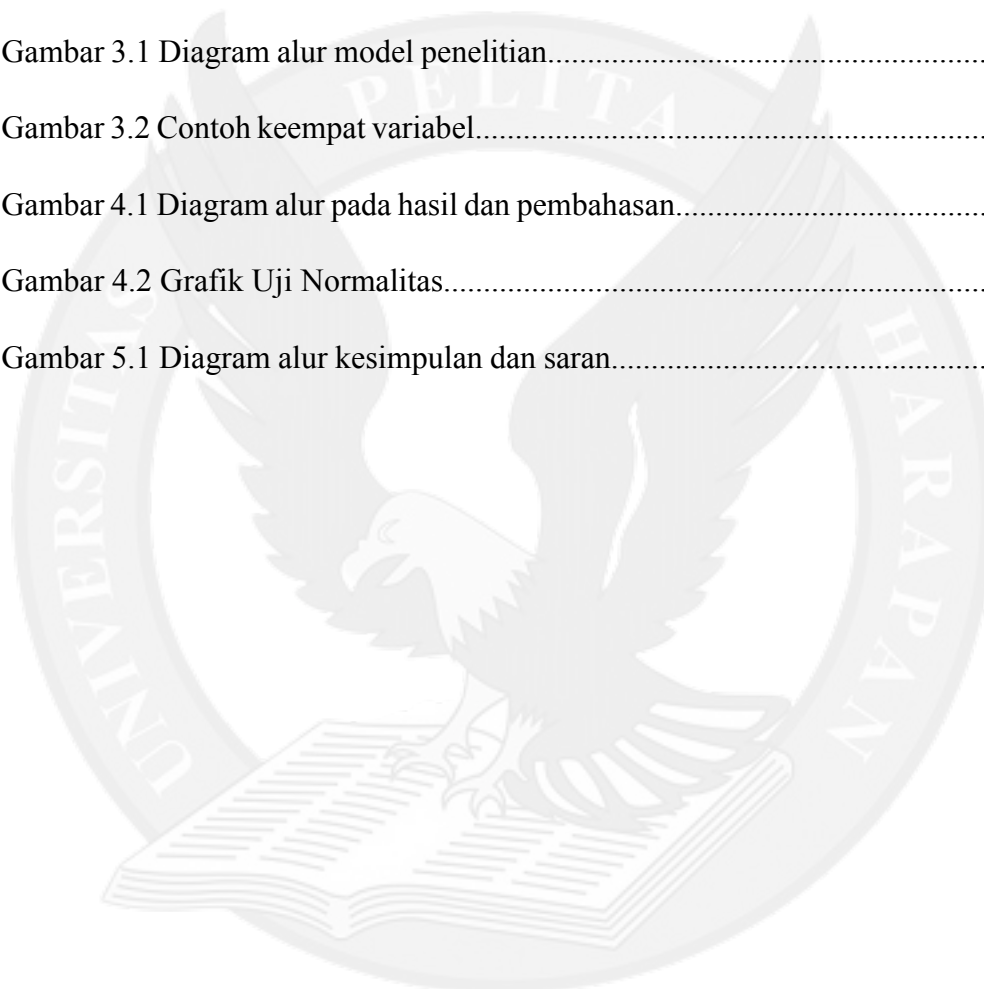 Gambar 3.1 Diagram alur model penelitian.......................................................
Gambar 3.2 Contoh keempat variabel................................................................
Gambar 4.1 Diagram alur pada hasil dan pembahasan.......................................
Gambar 4.2 Grafik Uji Normalitas.....................................................................
Gambar 5.1 Diagram alur kesimpulan dan saran...............................................
UNIVERSITAS PELITA HARAPAN